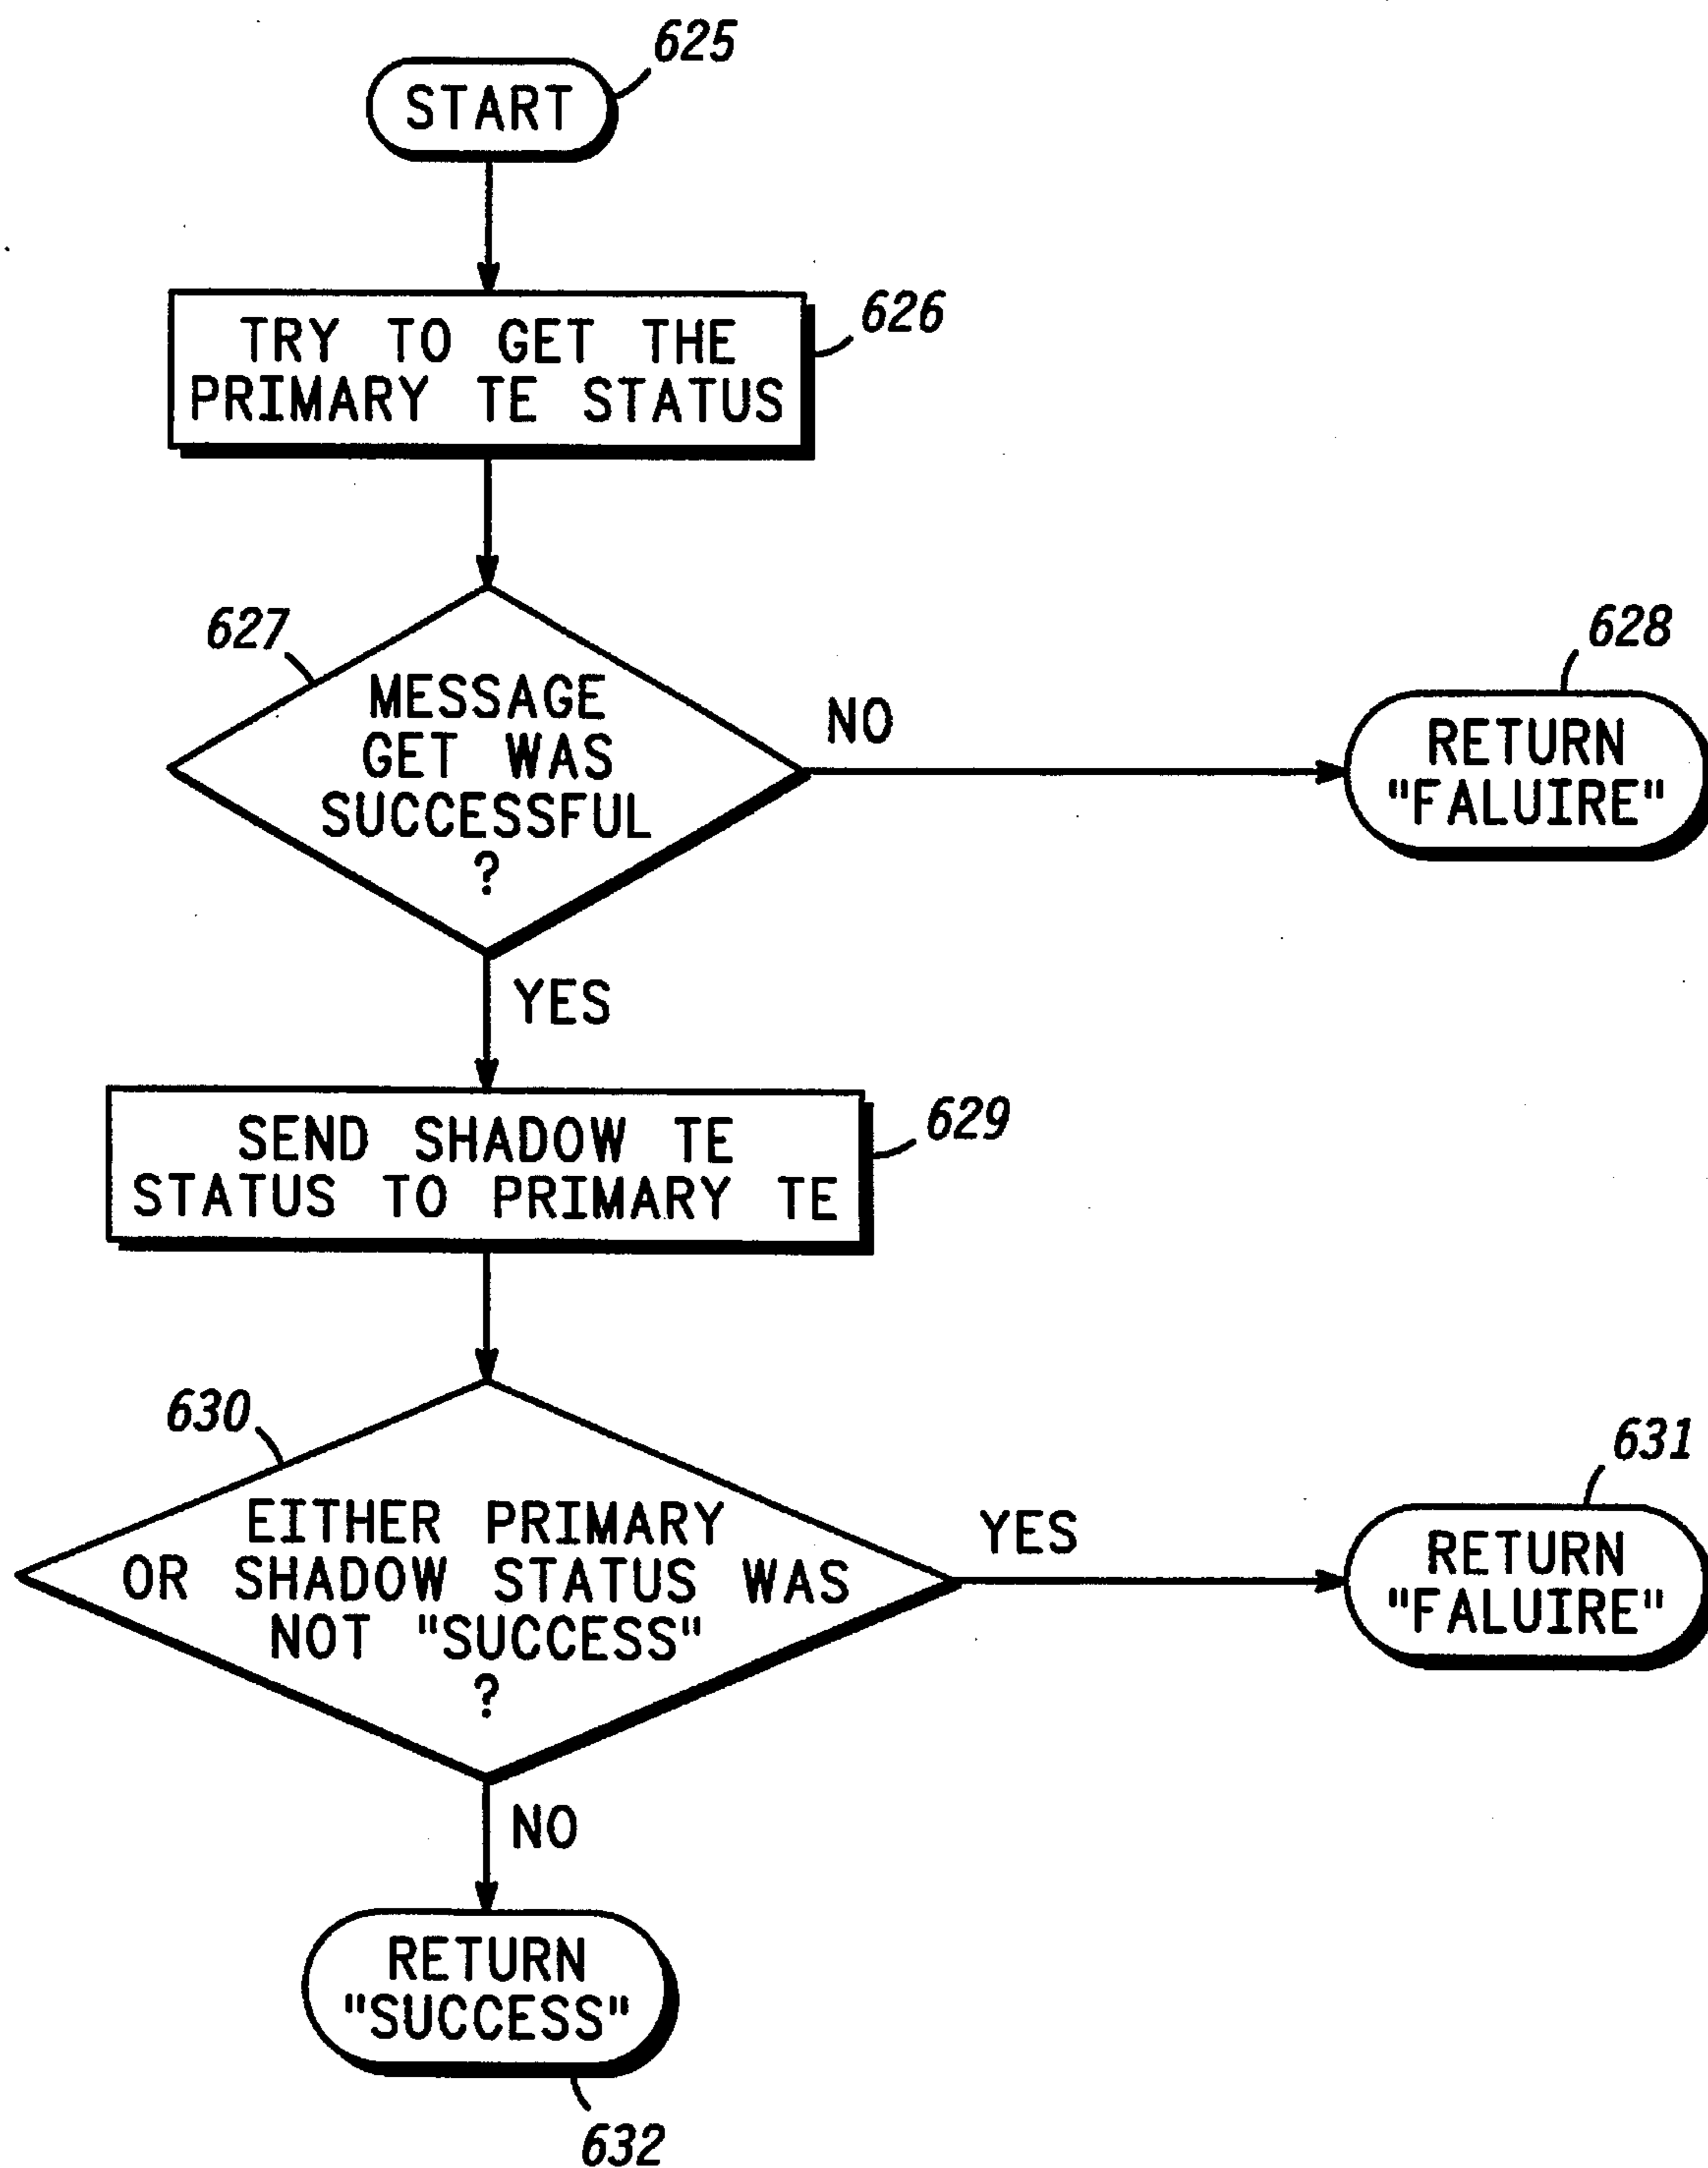 625
START
626
TRY TO GET THE
PRIMARY TE STATUS
627
MESSAGE
GET WAS
SUCCESSFUL
?
NO
628
RETURN
"FALUIRE"
YES
629
SEND SHADOW TE
STATUS TO PRIMARY TE
630
EITHER PRIMARY
OR SHADOW STATUS WAS
NOT "SUCCESS"
?
YES
631
RETURN
"FALUIRE"
NO
RETURN
"SUCCESS"
632